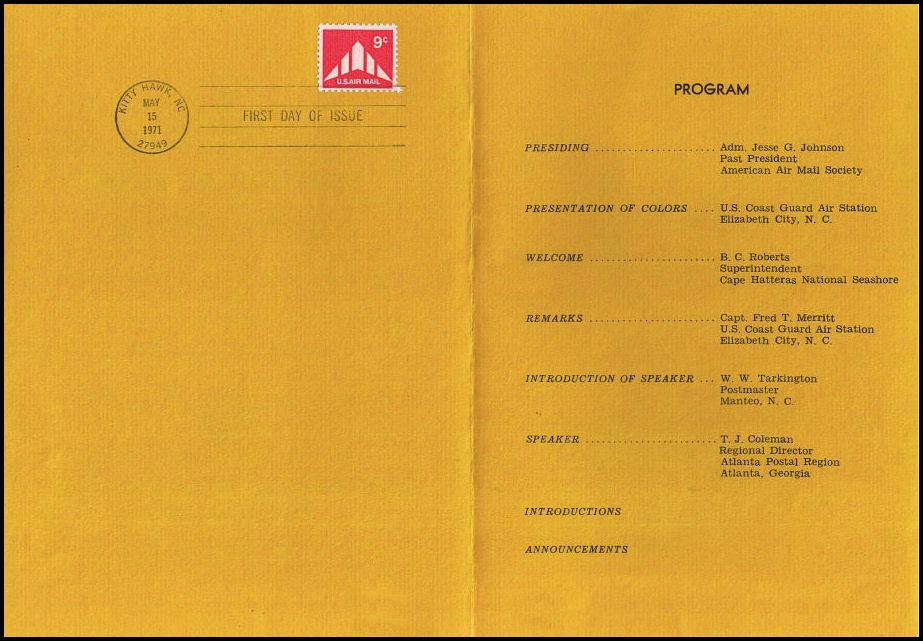 9c
U.S. AIR MAIL
KITTY HAWK, NC
MAY
15
1971
27949
FIRST DAY OF ISSUE
PROGRAM
PRESIDING ...................... Adm. Jesse G. Johnson
Past President
American Air Mail Society
PRESENTATION OF COLORS .... U.S. Coast Guard Air Station
Elizabeth City, N. C.
WELCOME ....................... B. C. Roberts
Superintendent
Cape Hatteras National Seashore
REMARKS ....................... Capt. Fred T. Merritt
U.S. Coast Guard Air Station
Elizabeth City, N. C.
INTRODUCTION OF SPEAKER ... W. W. Tarkington
Postmaster
Manteo, N. C.
SPEAKER ........................ T. J. Coleman
Regional Director
Atlanta Postal Region
Atlanta, Georgia
INTRODUCTIONS
ANNOUNCEMENTS